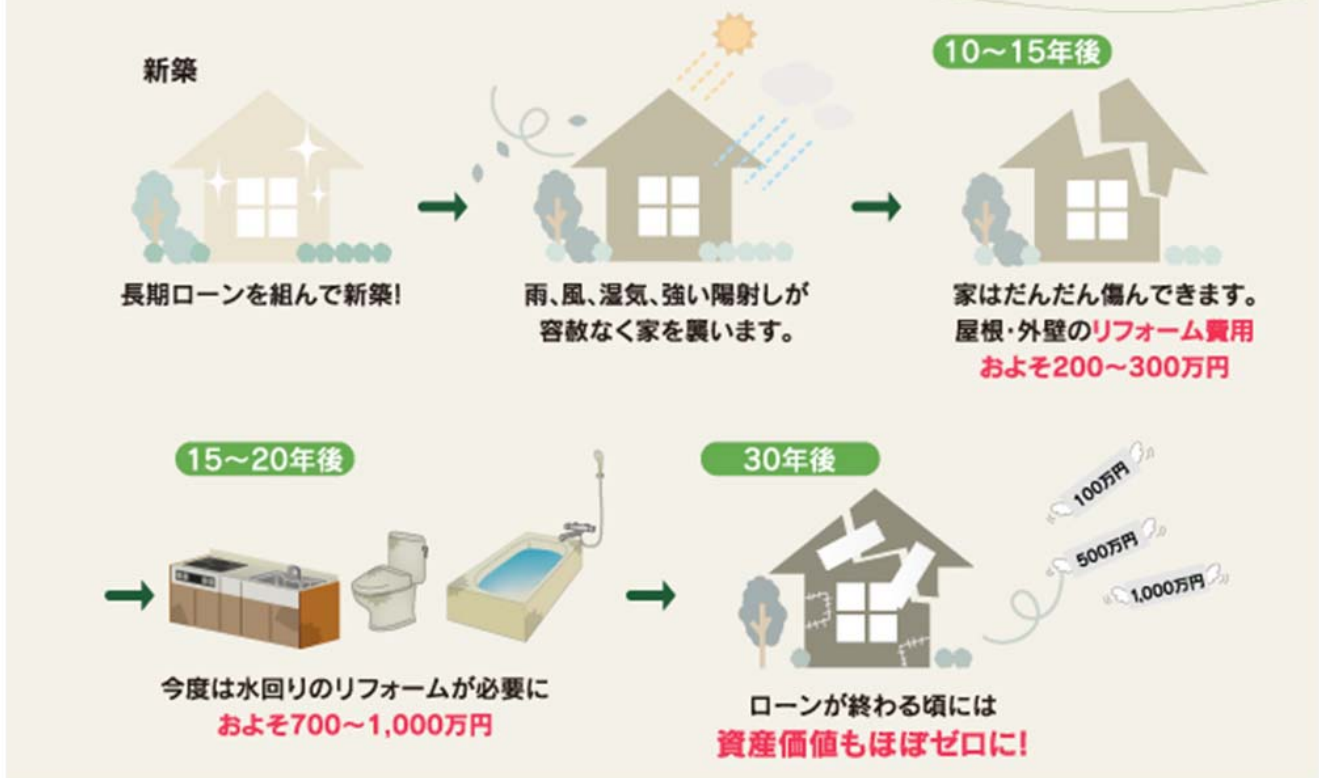 新築
長期ローンを組んで新築!
雨、風、湿気、強い陽射しが
容赦なく家を襲います。
10〜15年後
家はだんだん傷んできます。
屋根・外壁のリフォーム費用
およそ200〜300万円
15〜20年後
今度は水回りのリフォームが必要に
およそ700〜1,000万円
30年後
100万円
500万円
1,000万円
ローンが終わる頃には
資産価値もほぼゼロに!